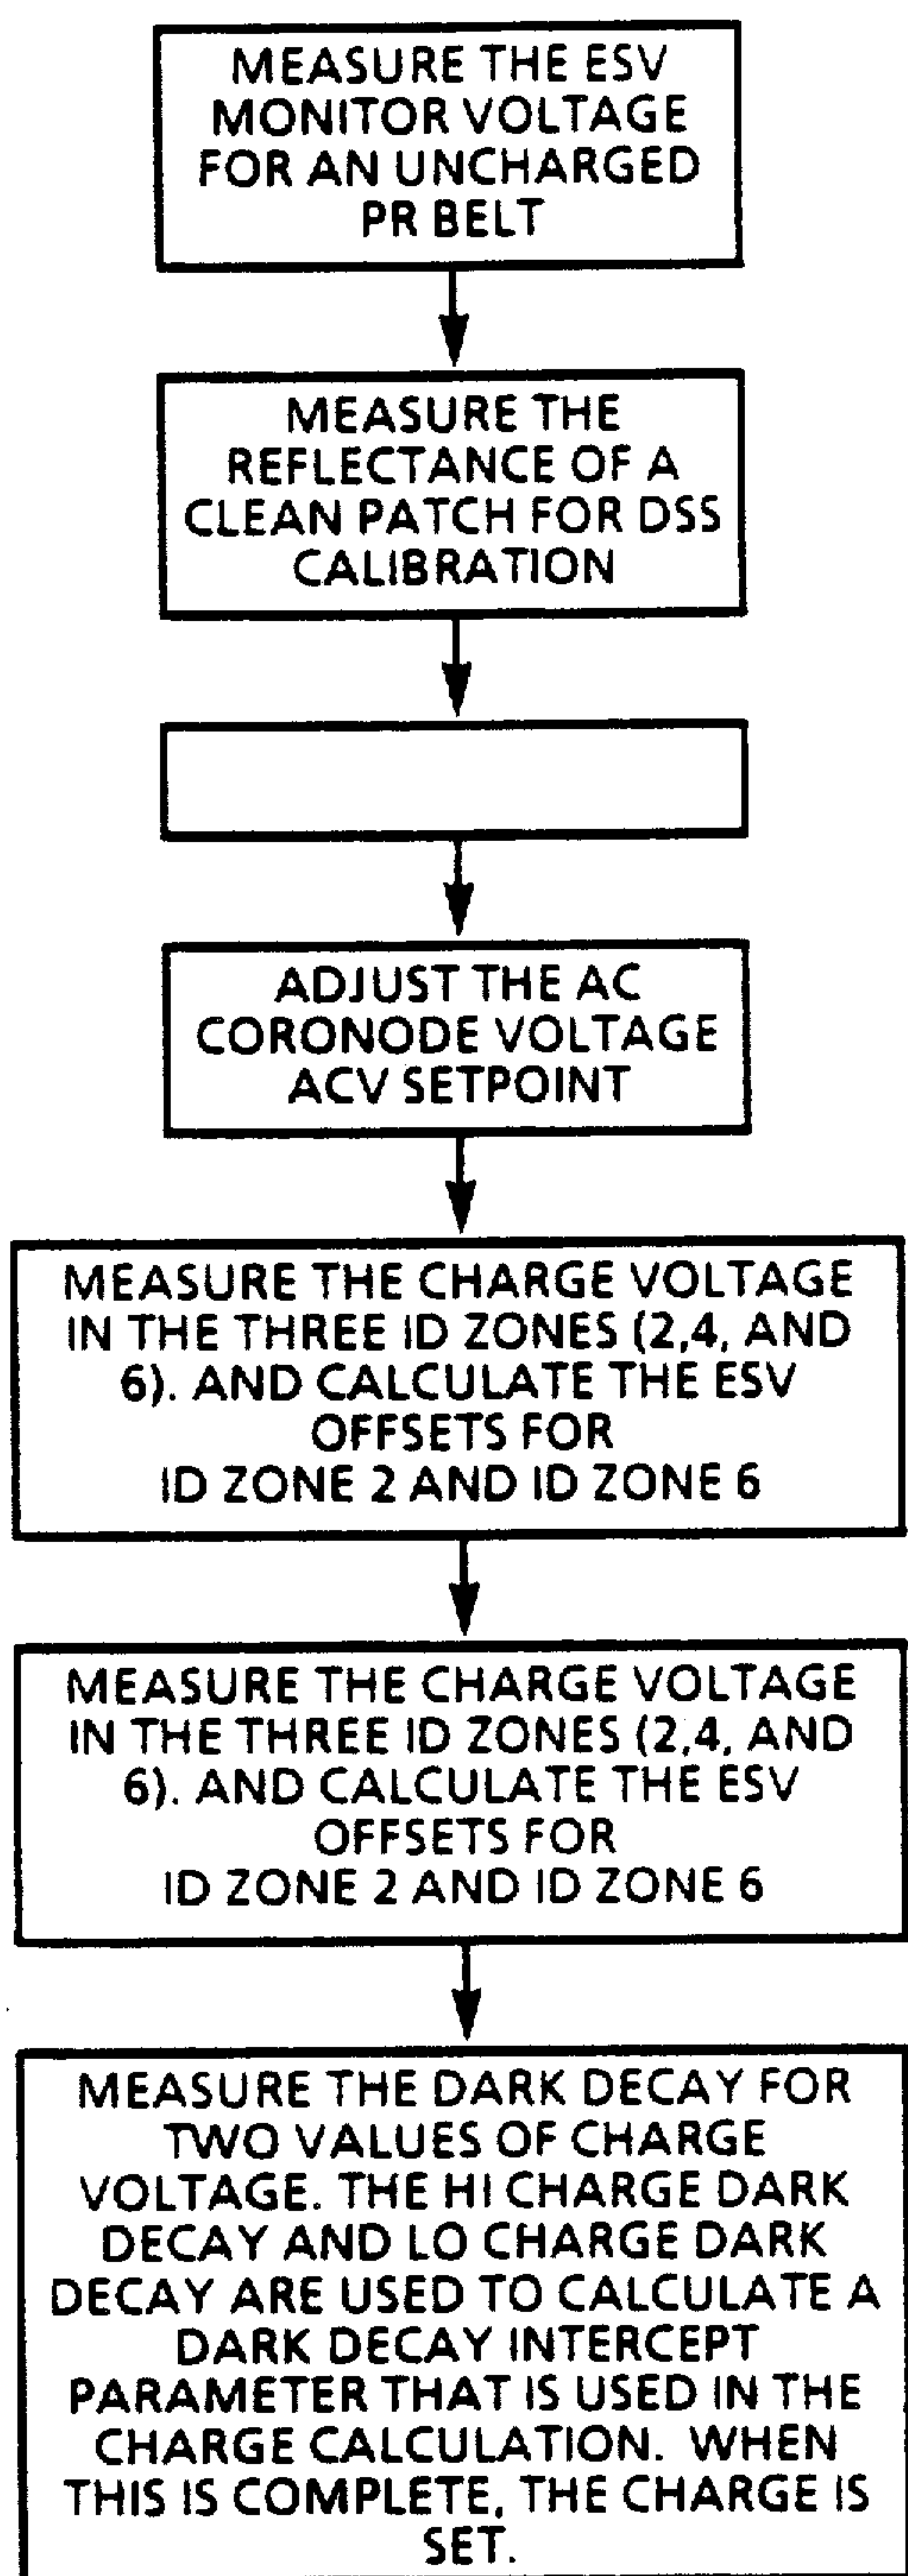 MEASURE THE ESV
MONITOR VOLTAGE
FOR AN UNCHARGED
PR BELT
MEASURE THE
REFLECTANCE OF A
CLEAN PATCH FOR DSS
CALIBRATION
ADJUST THE AC
CORONODE VOLTAGE
ACV SETPOINT
MEASURE THE CHARGE VOLTAGE
IN THE THREE ID ZONES (2,4, AND
6). AND CALCULATE THE ESV
OFFSETS FOR
ID ZONE 2 AND ID ZONE 6
MEASURE THE CHARGE VOLTAGE
IN THE THREE ID ZONES (2,4, AND
6). AND CALCULATE THE ESV
OFFSETS FOR
ID ZONE 2 AND ID ZONE 6
MEASURE THE DARK DECAY FOR
TWO VALUES OF CHARGE
VOLTAGE. THE HI CHARGE DARK
DECAY AND LO CHARGE DARK
DECAY ARE USED TO CALCULATE A
DARK DECAY INTERCEPT
PARAMETER THAT IS USED IN THE
CHARGE CALCULATION. WHEN
THIS IS COMPLETE, THE CHARGE IS
SET.